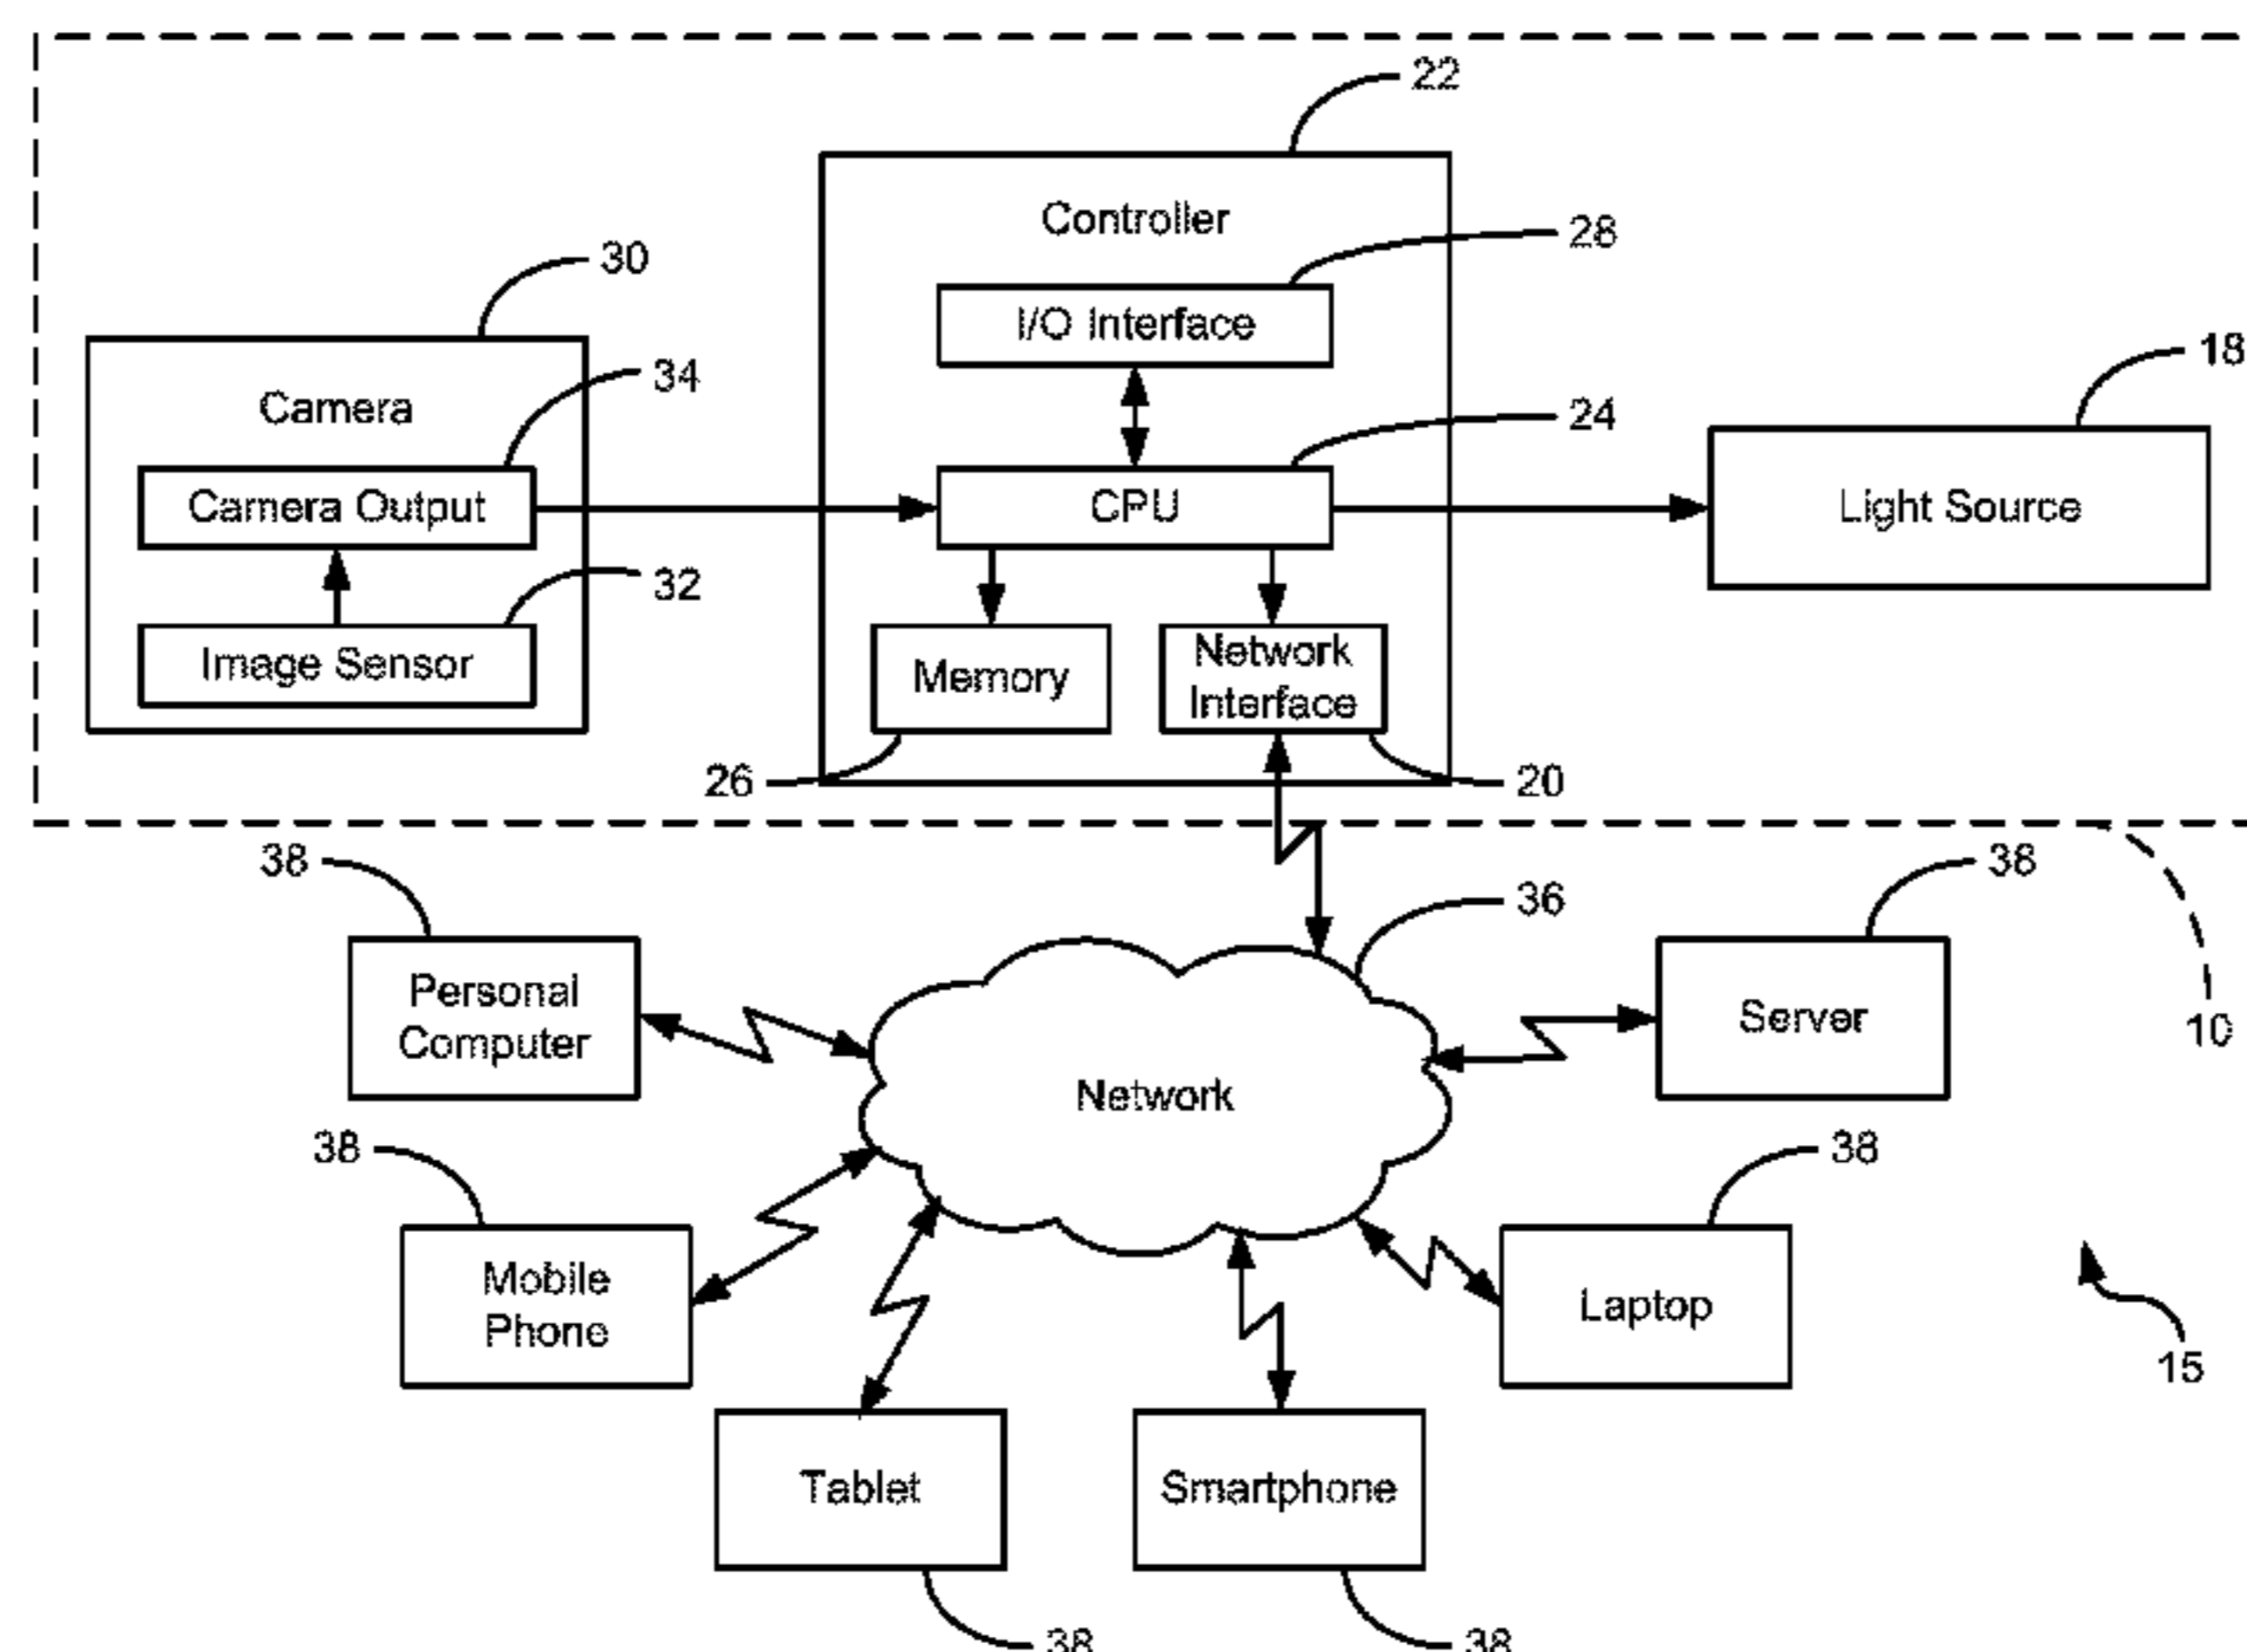 22
Controller
28
30
I/O Interface
18
34
Camera
24
Camera Output
CPU
Light Source
32
Image Sensor
Memory
Network
Interface
26
20
38
38
36
Personal
Computer
Server
10
Network
38
38
Mobile
Phone
Laptop
15
Tablet
Smartphone
38
38